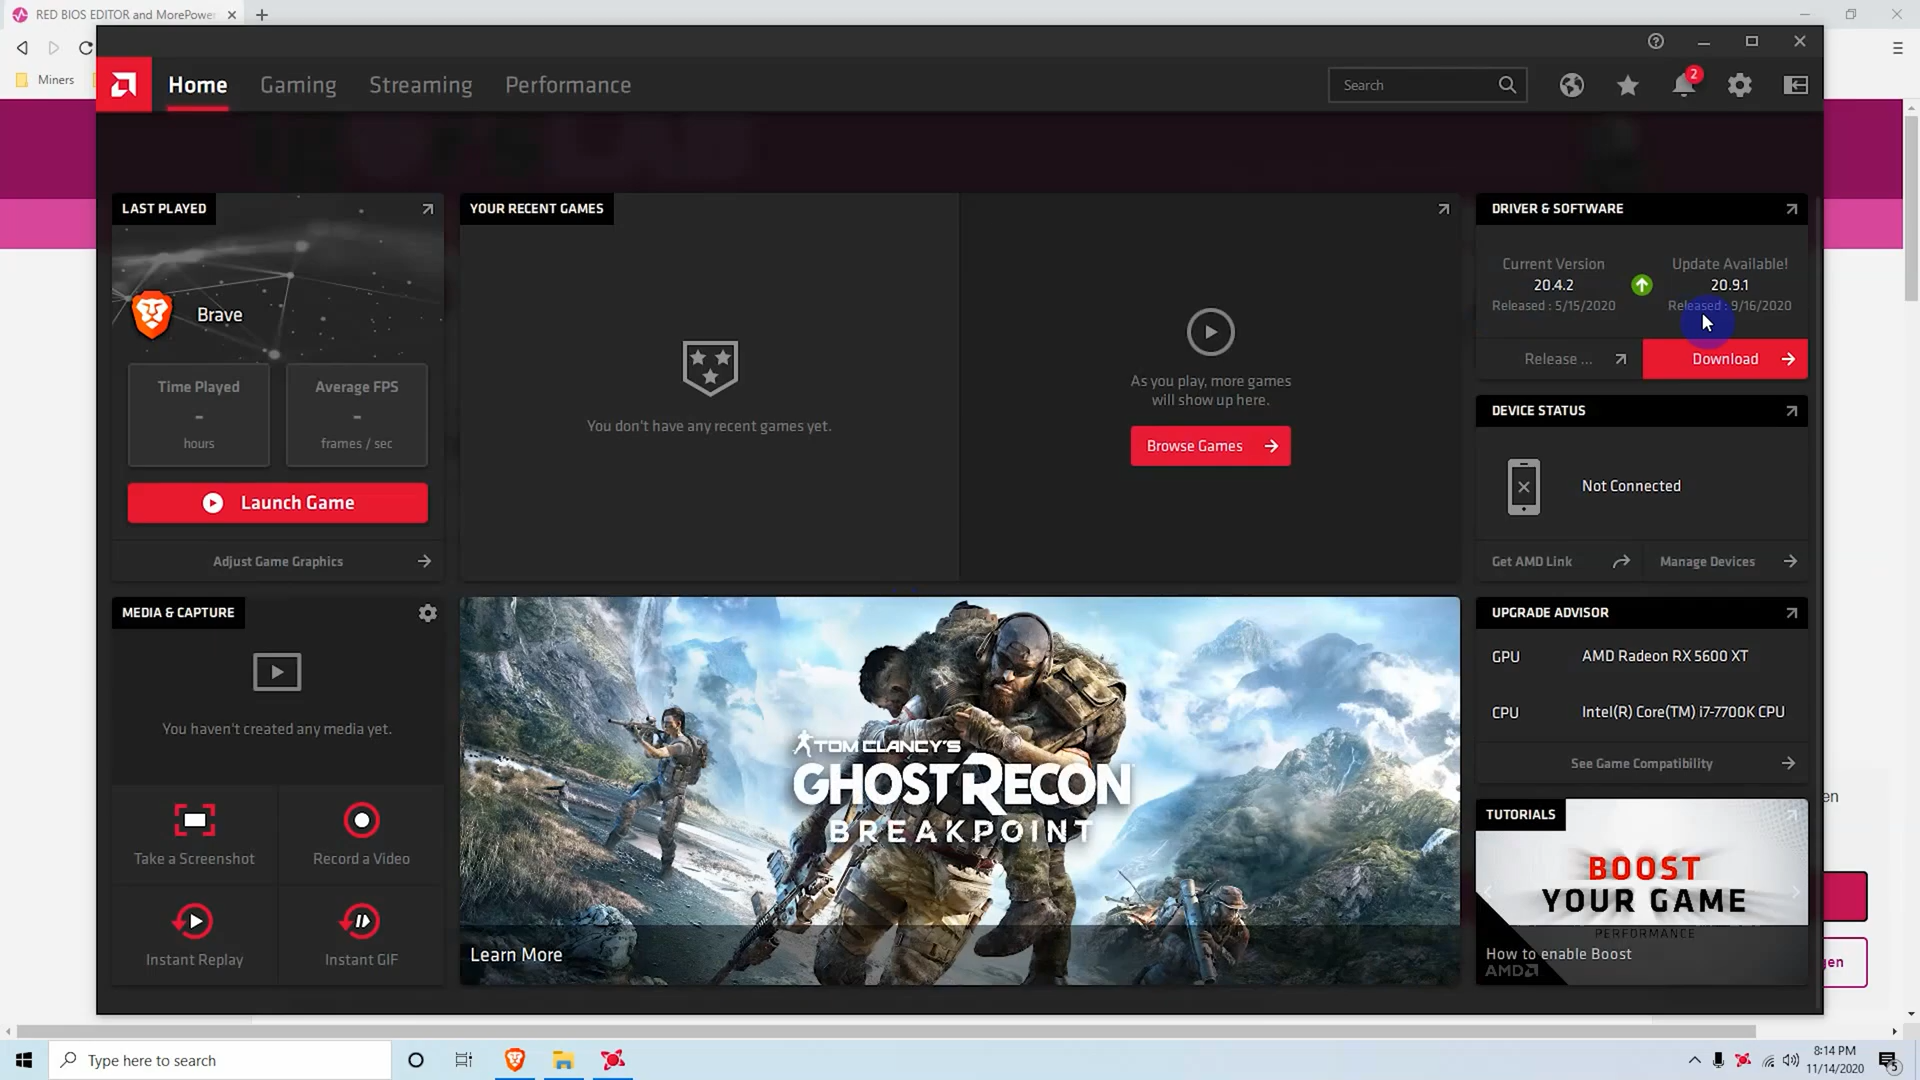 RED BIOS EDITOR and MorePower
Miners
Home
Gaming
Streaming
Performance
Search
2
LAST PLAYED
Brave
Time Played
-
hours
Average FPS
-
frames / sec
Launch Game
Adjust Game Graphics
YOUR RECENT GAMES
You don't have any recent games yet.
As you play, more games
will show up here.
Browse Games
DRIVER & SOFTWARE
Current Version
20.4.2
Released : 5/15/2020
Update Available!
20.9.1
Released : 9/16/2020
Release ...
Download
DEVICE STATUS
Not Connected
Get AMD Link
Manage Devices
MEDIA & CAPTURE
You haven't created any media yet.
Take a Screenshot
Record a Video
Instant Replay
Instant GIF
TOM CLANCY'S
GHOST RECON
BREAKPOINT
Learn More
UPGRADE ADVISOR
GPU
AMD Radeon RX 5600 XT
CPU
Intel(R) Core(TM) i7-7700K CPU
See Game Compatibility
TUTORIALS
BOOST
YOUR GAME
PERFORMANCE
How to enable Boost
AMD
en
gen
Type here to search
8:14 PM
11/14/2020
5